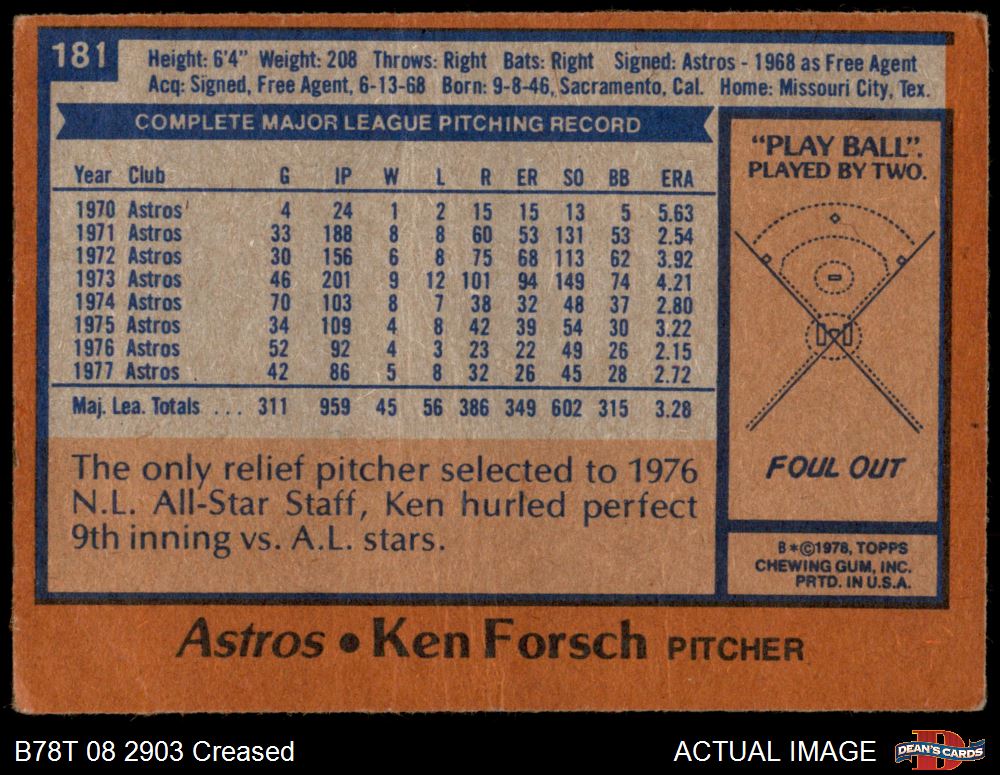 181
Height: 6'4" Weight: 208 Throws: Right Bats: Right Signed: Astros - 1968 as Free Agent
Acq: Signed, Free Agent, 6-13-68 Born: 9-8-46, Sacramento, Cal. Home: Missouri City, Tex.
COMPLETE MAJOR LEAGUE PITCHING RECORD
Year Club G IP W L R ER SO BB ERA
1970 Astros 4 24 1 2 15 15 13 5 5.63
1971 Astros 33 188 8 8 60 53 131 53 2.54
1972 Astros 30 156 6 8 75 68 113 62 3.92
1973 Astros 46 201 9 12 101 94 149 74 4.21
1974 Astros 70 103 8 7 38 32 48 37 2.80
1975 Astros 34 109 4 8 42 39 54 30 3.22
1976 Astros 52 92 4 3 23 22 49 26 2.15
1977 Astros 42 86 5 8 32 26 45 28 2.72
Maj. Lea. Totals ... 311 959 45 56 386 349 602 315 3.28
The only relief pitcher selected to 1976
N.L. All-Star Staff, Ken hurled perfect
9th inning vs. A.L. stars.
"PLAY BALL".
PLAYED BY TWO.
FOUL OUT
B*©1978, TOPPS
CHEWING GUM, INC.
PRTD. IN U.S.A.
Astros • Ken Forsch PITCHER
B78T 08 2903 Creased
ACTUAL IMAGE
DEAN'S CARDS